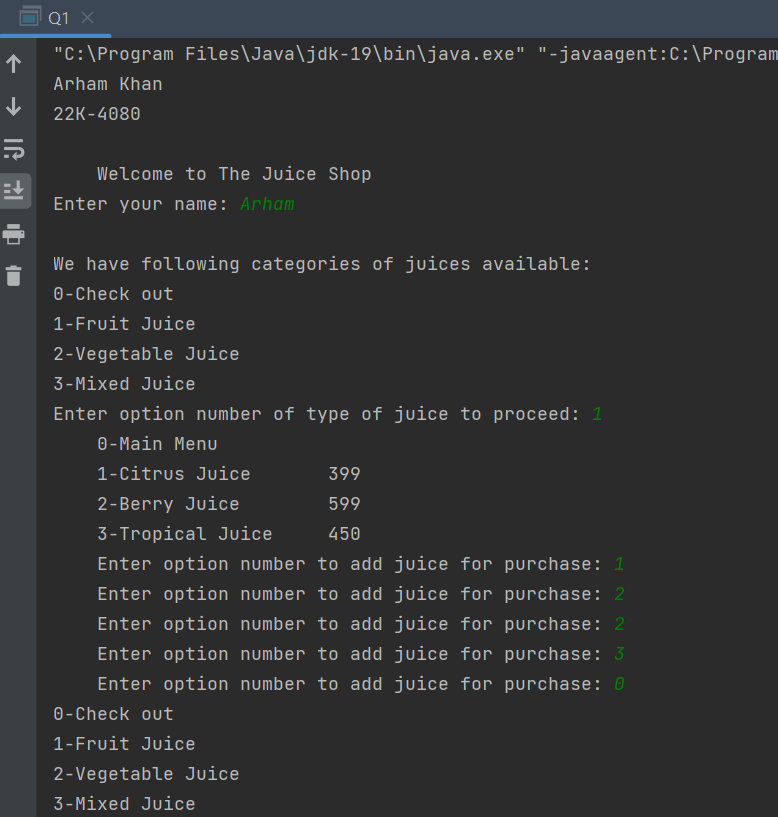 Q1
"C:\Program Files\Java\jdk-19\bin\java.exe" "-javaagent:C:\Program
Arham Khan
22K-4080
Welcome to The Juice Shop
Enter your name: Arham
We have following categories of juices available:
0-Check out
1-Fruit Juice
2-Vegetable Juice
3-Mixed Juice
Enter option number of type of juice to proceed: 1
0-Main Menu
1-Citrus Juice 399
2-Berry Juice 599
3-Tropical Juice 450
Enter option number to add juice for purchase: 1
Enter option number to add juice for purchase: 2
Enter option number to add juice for purchase: 2
Enter option number to add juice for purchase: 3
Enter option number to add juice for purchase: 0
0-Check out
1-Fruit Juice
2-Vegetable Juice
3-Mixed Juice